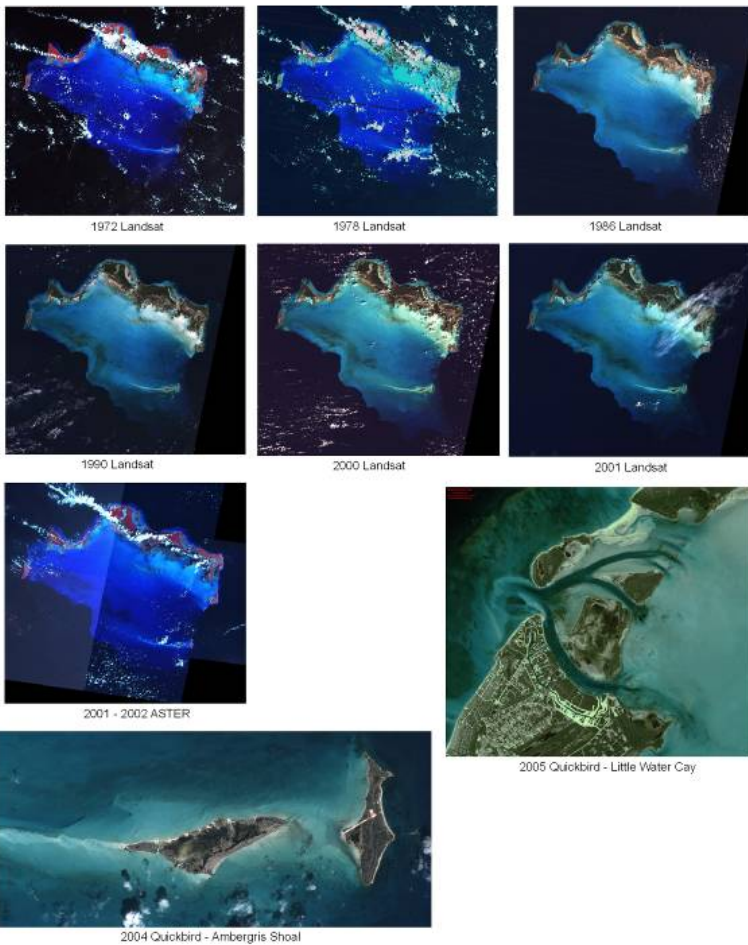 1972 Landsat
1978 Landsat
1986 Landsat
1990 Landsat
2000 Landsat
2001 Landsat
2001 - 2002 ASTER
2005 Quickbird - Little Water Cay
2004 Quickbird - Ambergris Shoal